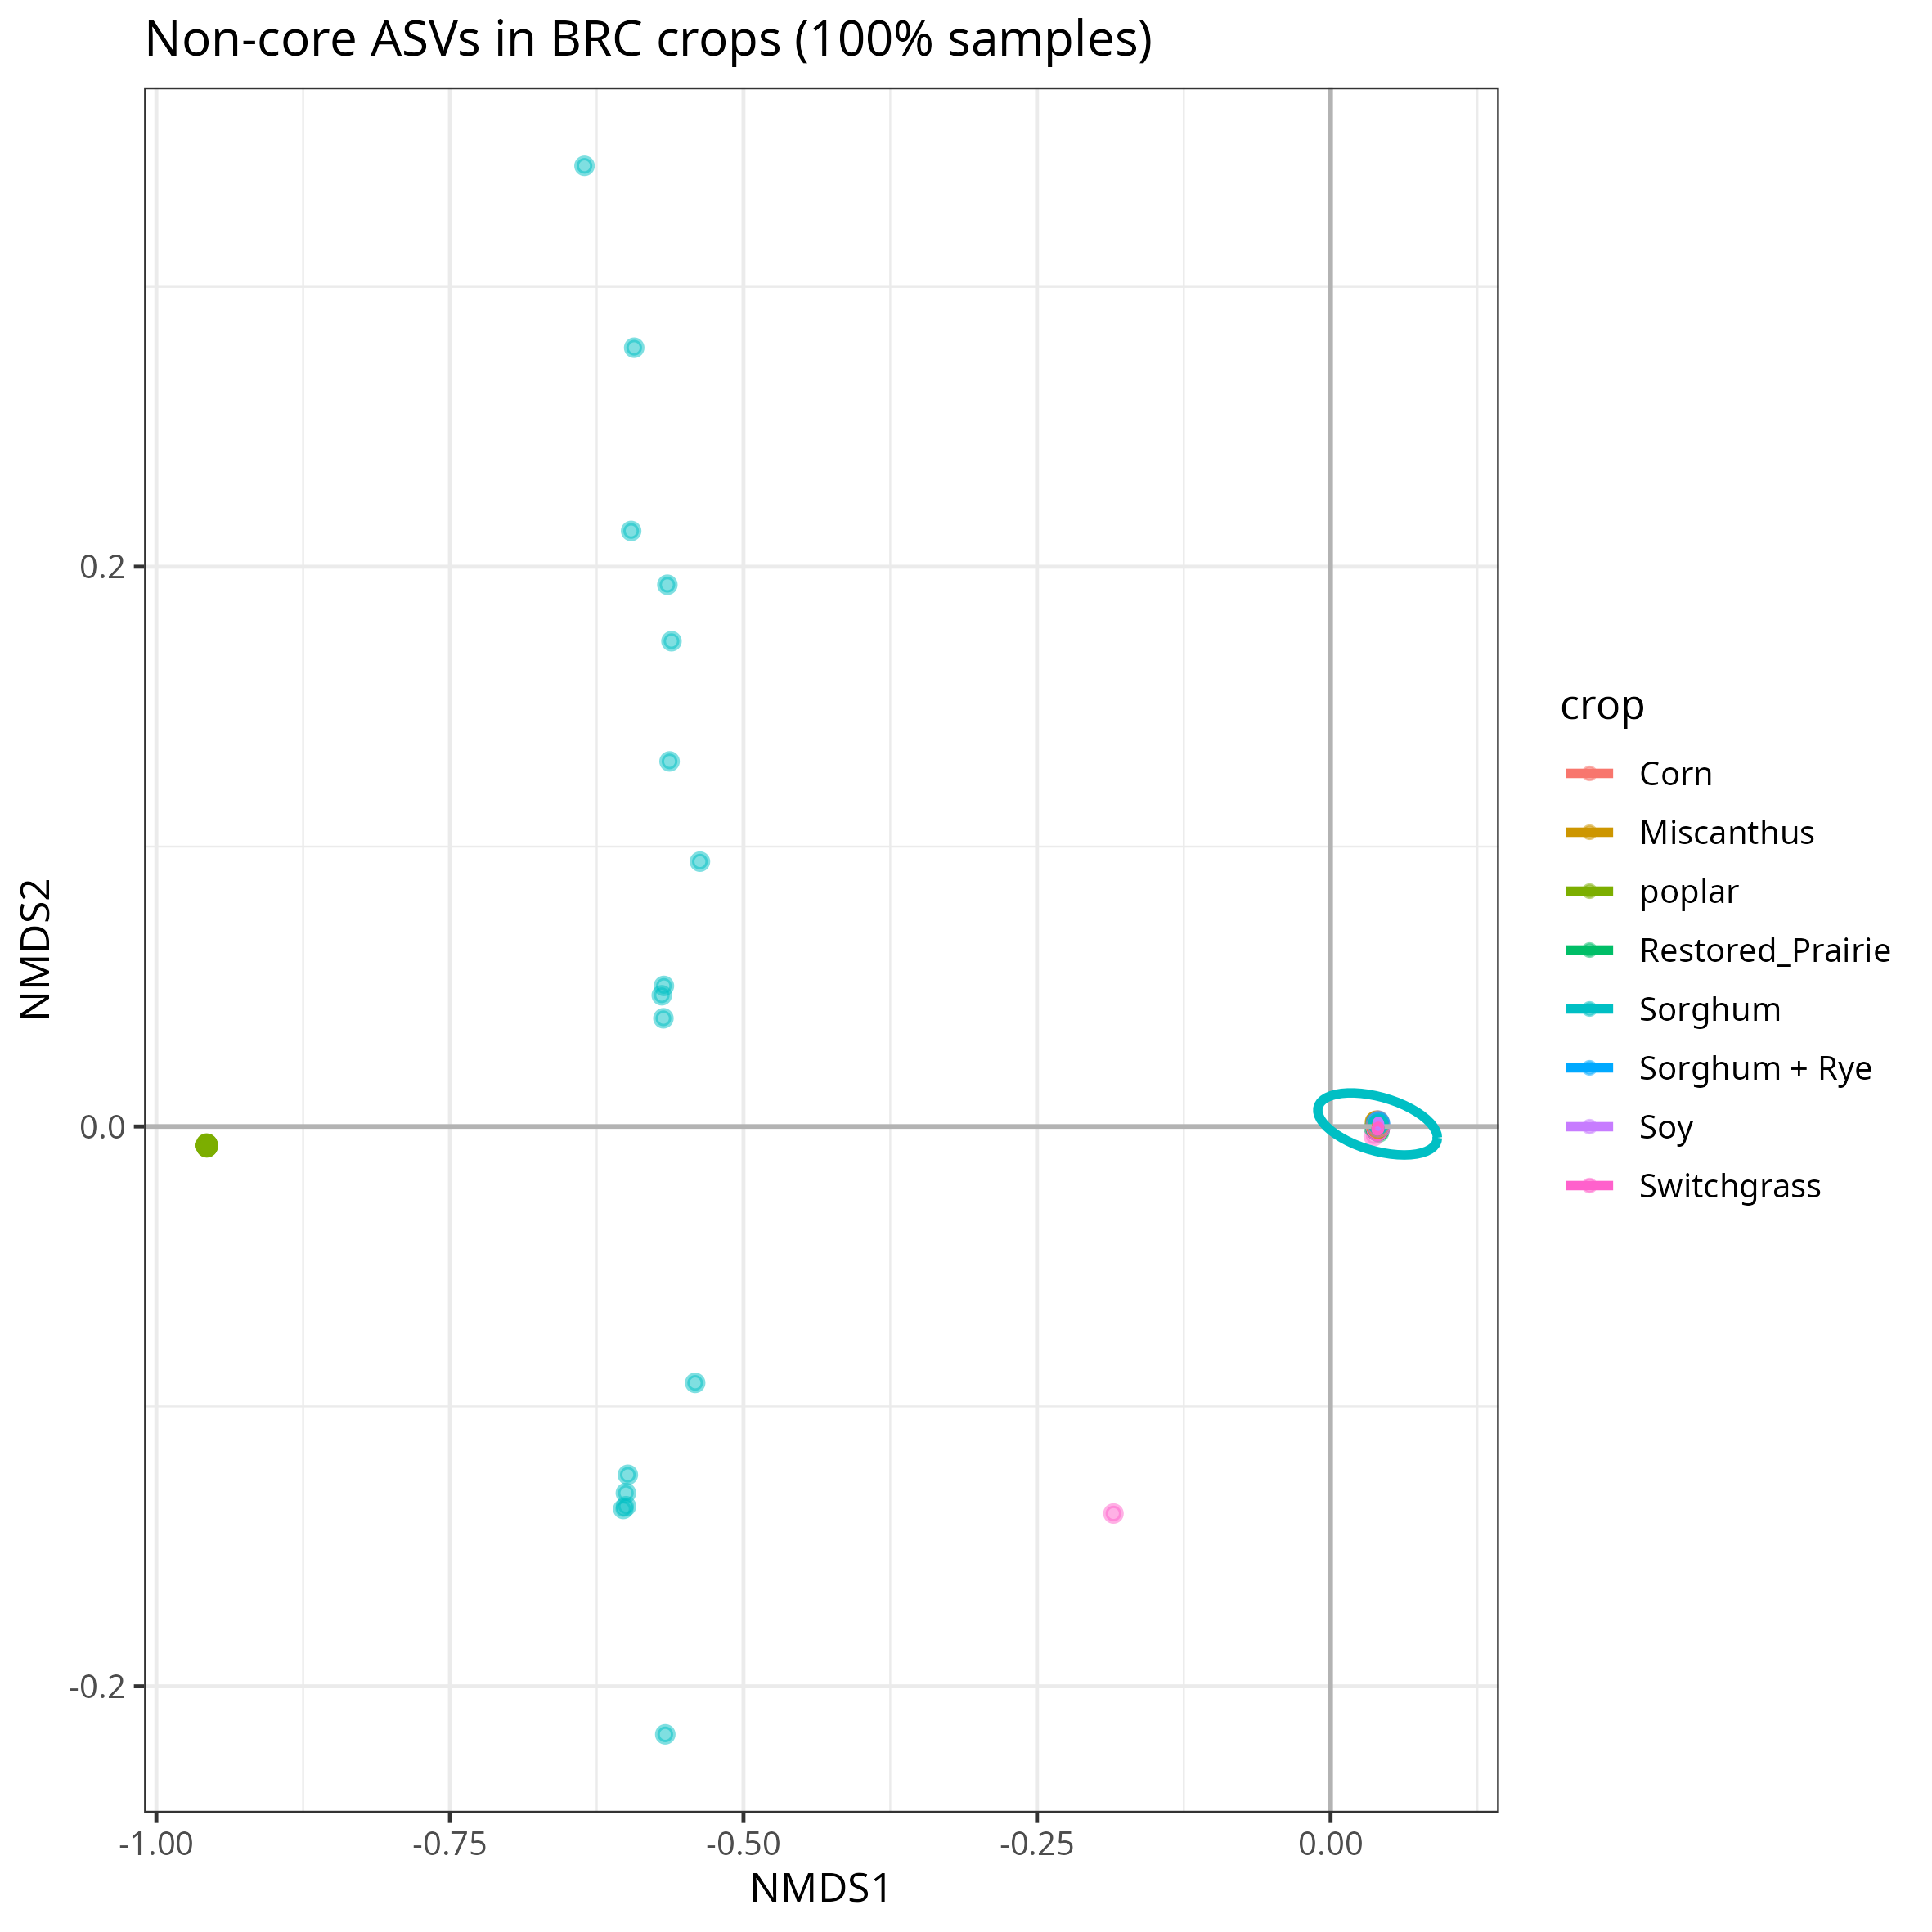 Non-core ASVs in BRC crops (100% samples)
NMDS2
0.2
0.0
-0.2
-1.00
-0.75
-0.50
-0.25
0.00
NMDS1
crop
Corn
Miscanthus
poplar
Restored_Prairie
Sorghum
Sorghum + Rye
Soy
Switchgrass